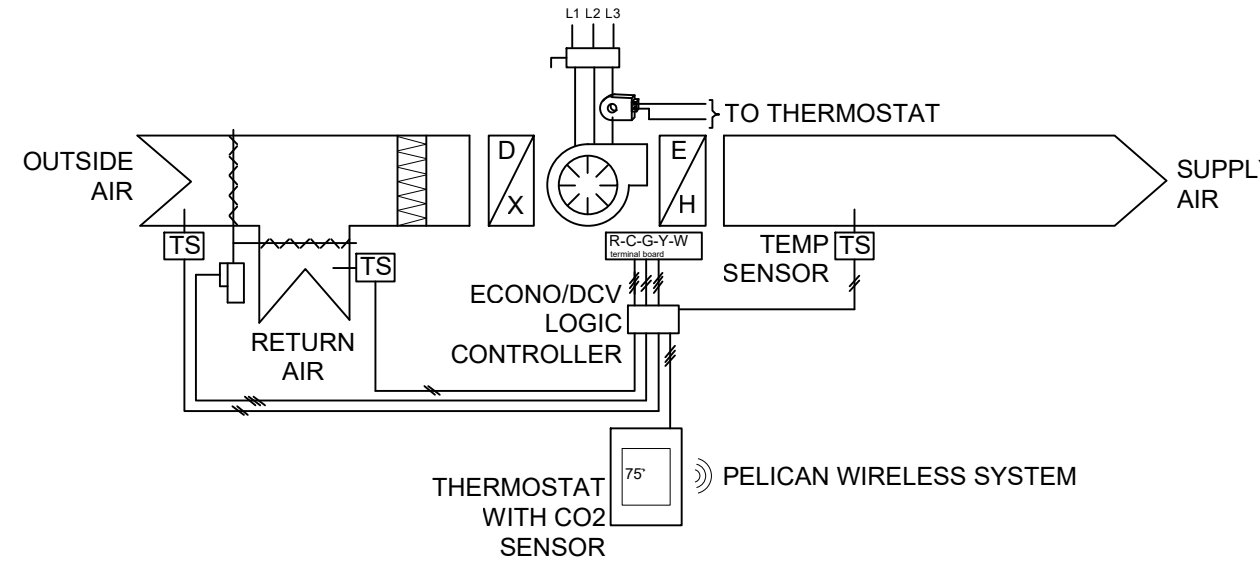 L1 L2 L3
} TO THERMOSTAT
OUTSIDE
AIR
D
X
E
H
SUPPLY
AIR
TS
TS
R-C-G-Y-W
terminal board
TEMP
SENSOR
TS
ECONO/DCV
LOGIC
CONTROLLER
RETURN
AIR
75°
PELICAN WIRELESS SYSTEM
THERMOSTAT
WITH CO2
SENSOR